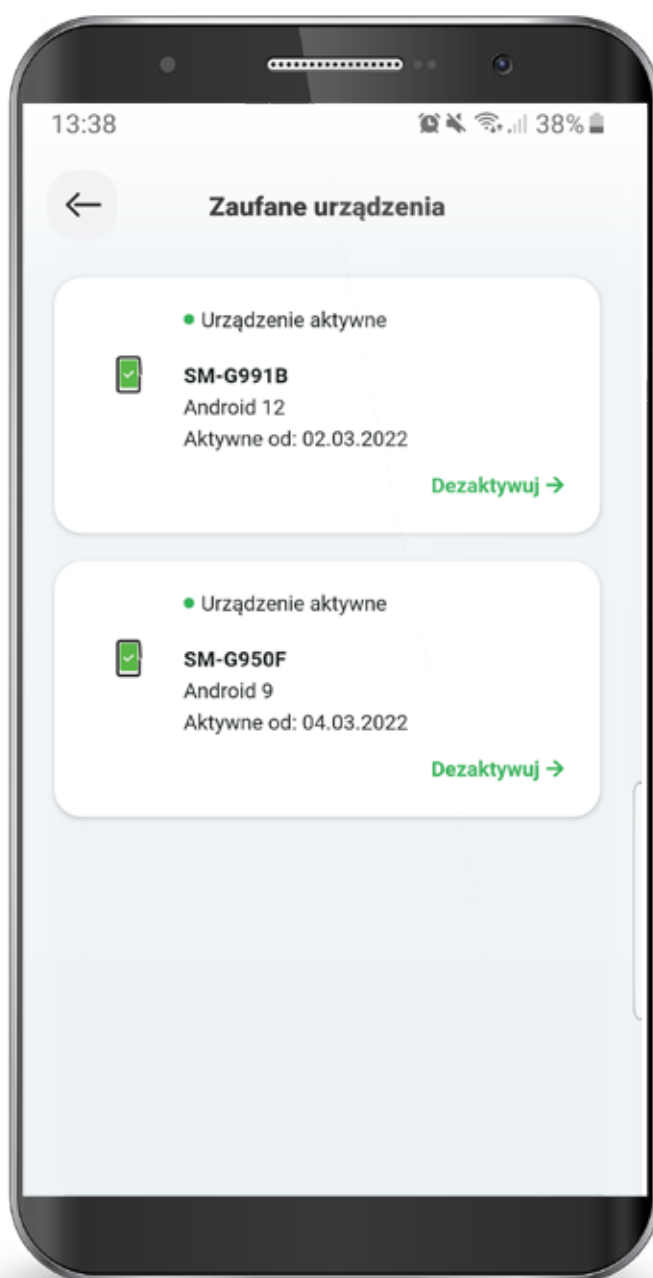 13:38
38%
Zaufane urządzenia
Urządzenie aktywne
SM-G991B
Android 12
Aktywne od: 02.03.2022
Dezaktywuj →
Urządzenie aktywne
SM-G950F
Android 9
Aktywne od: 04.03.2022
Dezaktywuj →